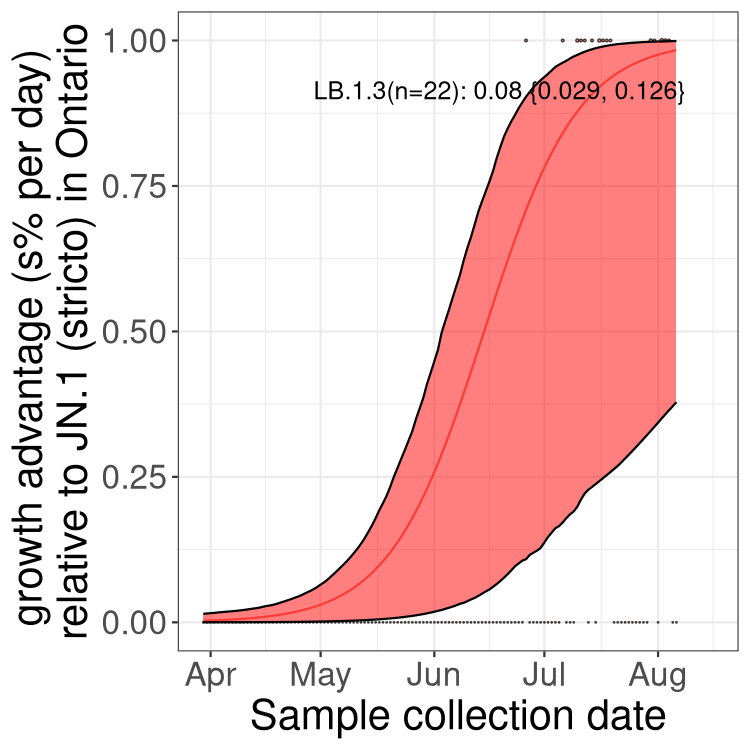 growth advantage (s% per day)
relative to JN.1 (stricto) in Ontario
1.00
0.75
0.50
0.25
0.00
LB.1.3(n=22): 0.08 {0.029, 0.126}
Apr May Jun Jul Aug
Sample collection date